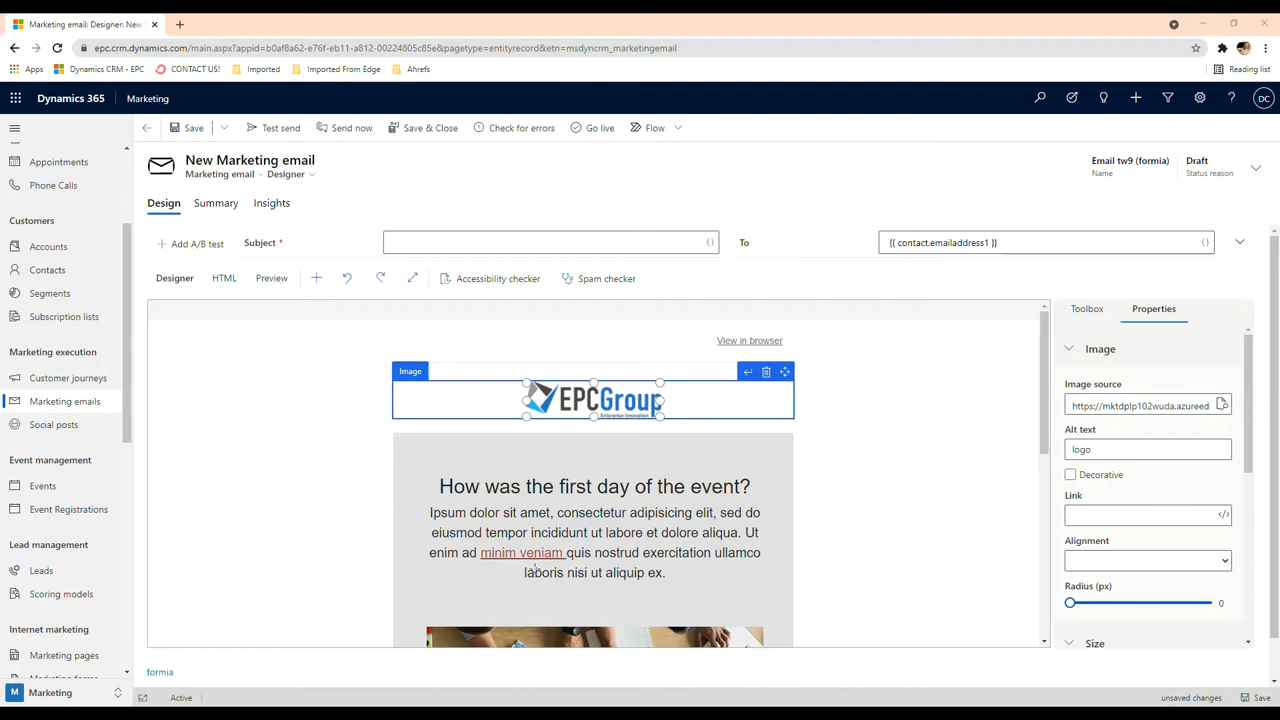 Marketing email: Designer: New
epc.crm.dynamics.com/main.aspx?appid=b0af8a62-e76f-eb11-a812-00224805c85e&pagetype=entityrecord&etn=msdyncrm_marketingemail
Apps Dynamics CRM - EPC CONTACT US! Imported Imported From Edge Ahrefs Reading list
Dynamics 365 Marketing DC
Save Test send Send now Save & Close Check for errors Go live Flow
Appointments
Phone Calls
Customers
Accounts
Contacts
Segments
Subscription lists
Marketing execution
Customer journeys
Marketing emails
Social posts
Event management
Events
Event Registrations
Lead management
Leads
Scoring models
Internet marketing
Marketing pages
M Marketing
New Marketing email
Marketing email · Designer
Email tw9 (formia)
Name
Draft
Status reason
Design Summary Insights
Add A/B test Subject * {} To {{ contact.emailaddress1 }} {}
Designer HTML Preview Accessibility checker Spam checker
View in browser
Image
EPCGroup
Enterprise Innovation
How was the first day of the event?
Ipsum dolor sit amet, consectetur adipisicing elit, sed do
eiusmod tempor incididunt ut labore et dolore aliqua. Ut
enim ad minim veniam quis nostrud exercitation ullamco
laboris nisi ut aliquip ex.
Toolbox Properties
Image
Image source
https://mktdplp102wuda.azureed
Alt text
logo
Decorative
Link
</>
Alignment
Radius (px)
0
Size
formia
Active unsaved changes Save